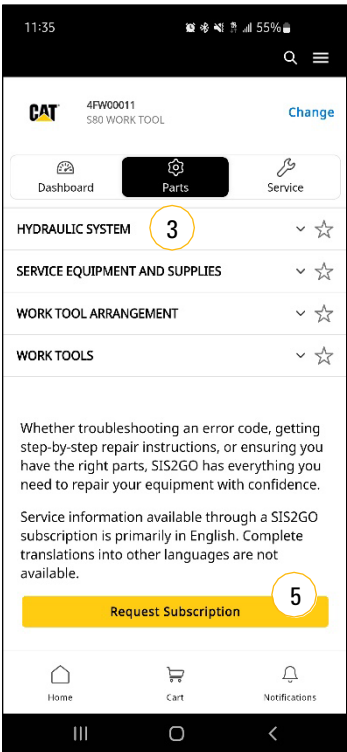 11:35
55%
CAT
4FW00011
S80 WORK TOOL
Change
Dashboard
Parts
Service
HYDRAULIC SYSTEM
3
SERVICE EQUIPMENT AND SUPPLIES
WORK TOOL ARRANGEMENT
WORK TOOLS
Whether troubleshooting an error code, getting
step-by-step repair instructions, or ensuring you
have the right parts, SIS2GO has everything you
need to repair your equipment with confidence.
Service information available through a SIS2GO
subscription is primarily in English. Complete
translations into other languages are not
available.
5
Request Subscription
Home
Cart
Notifications